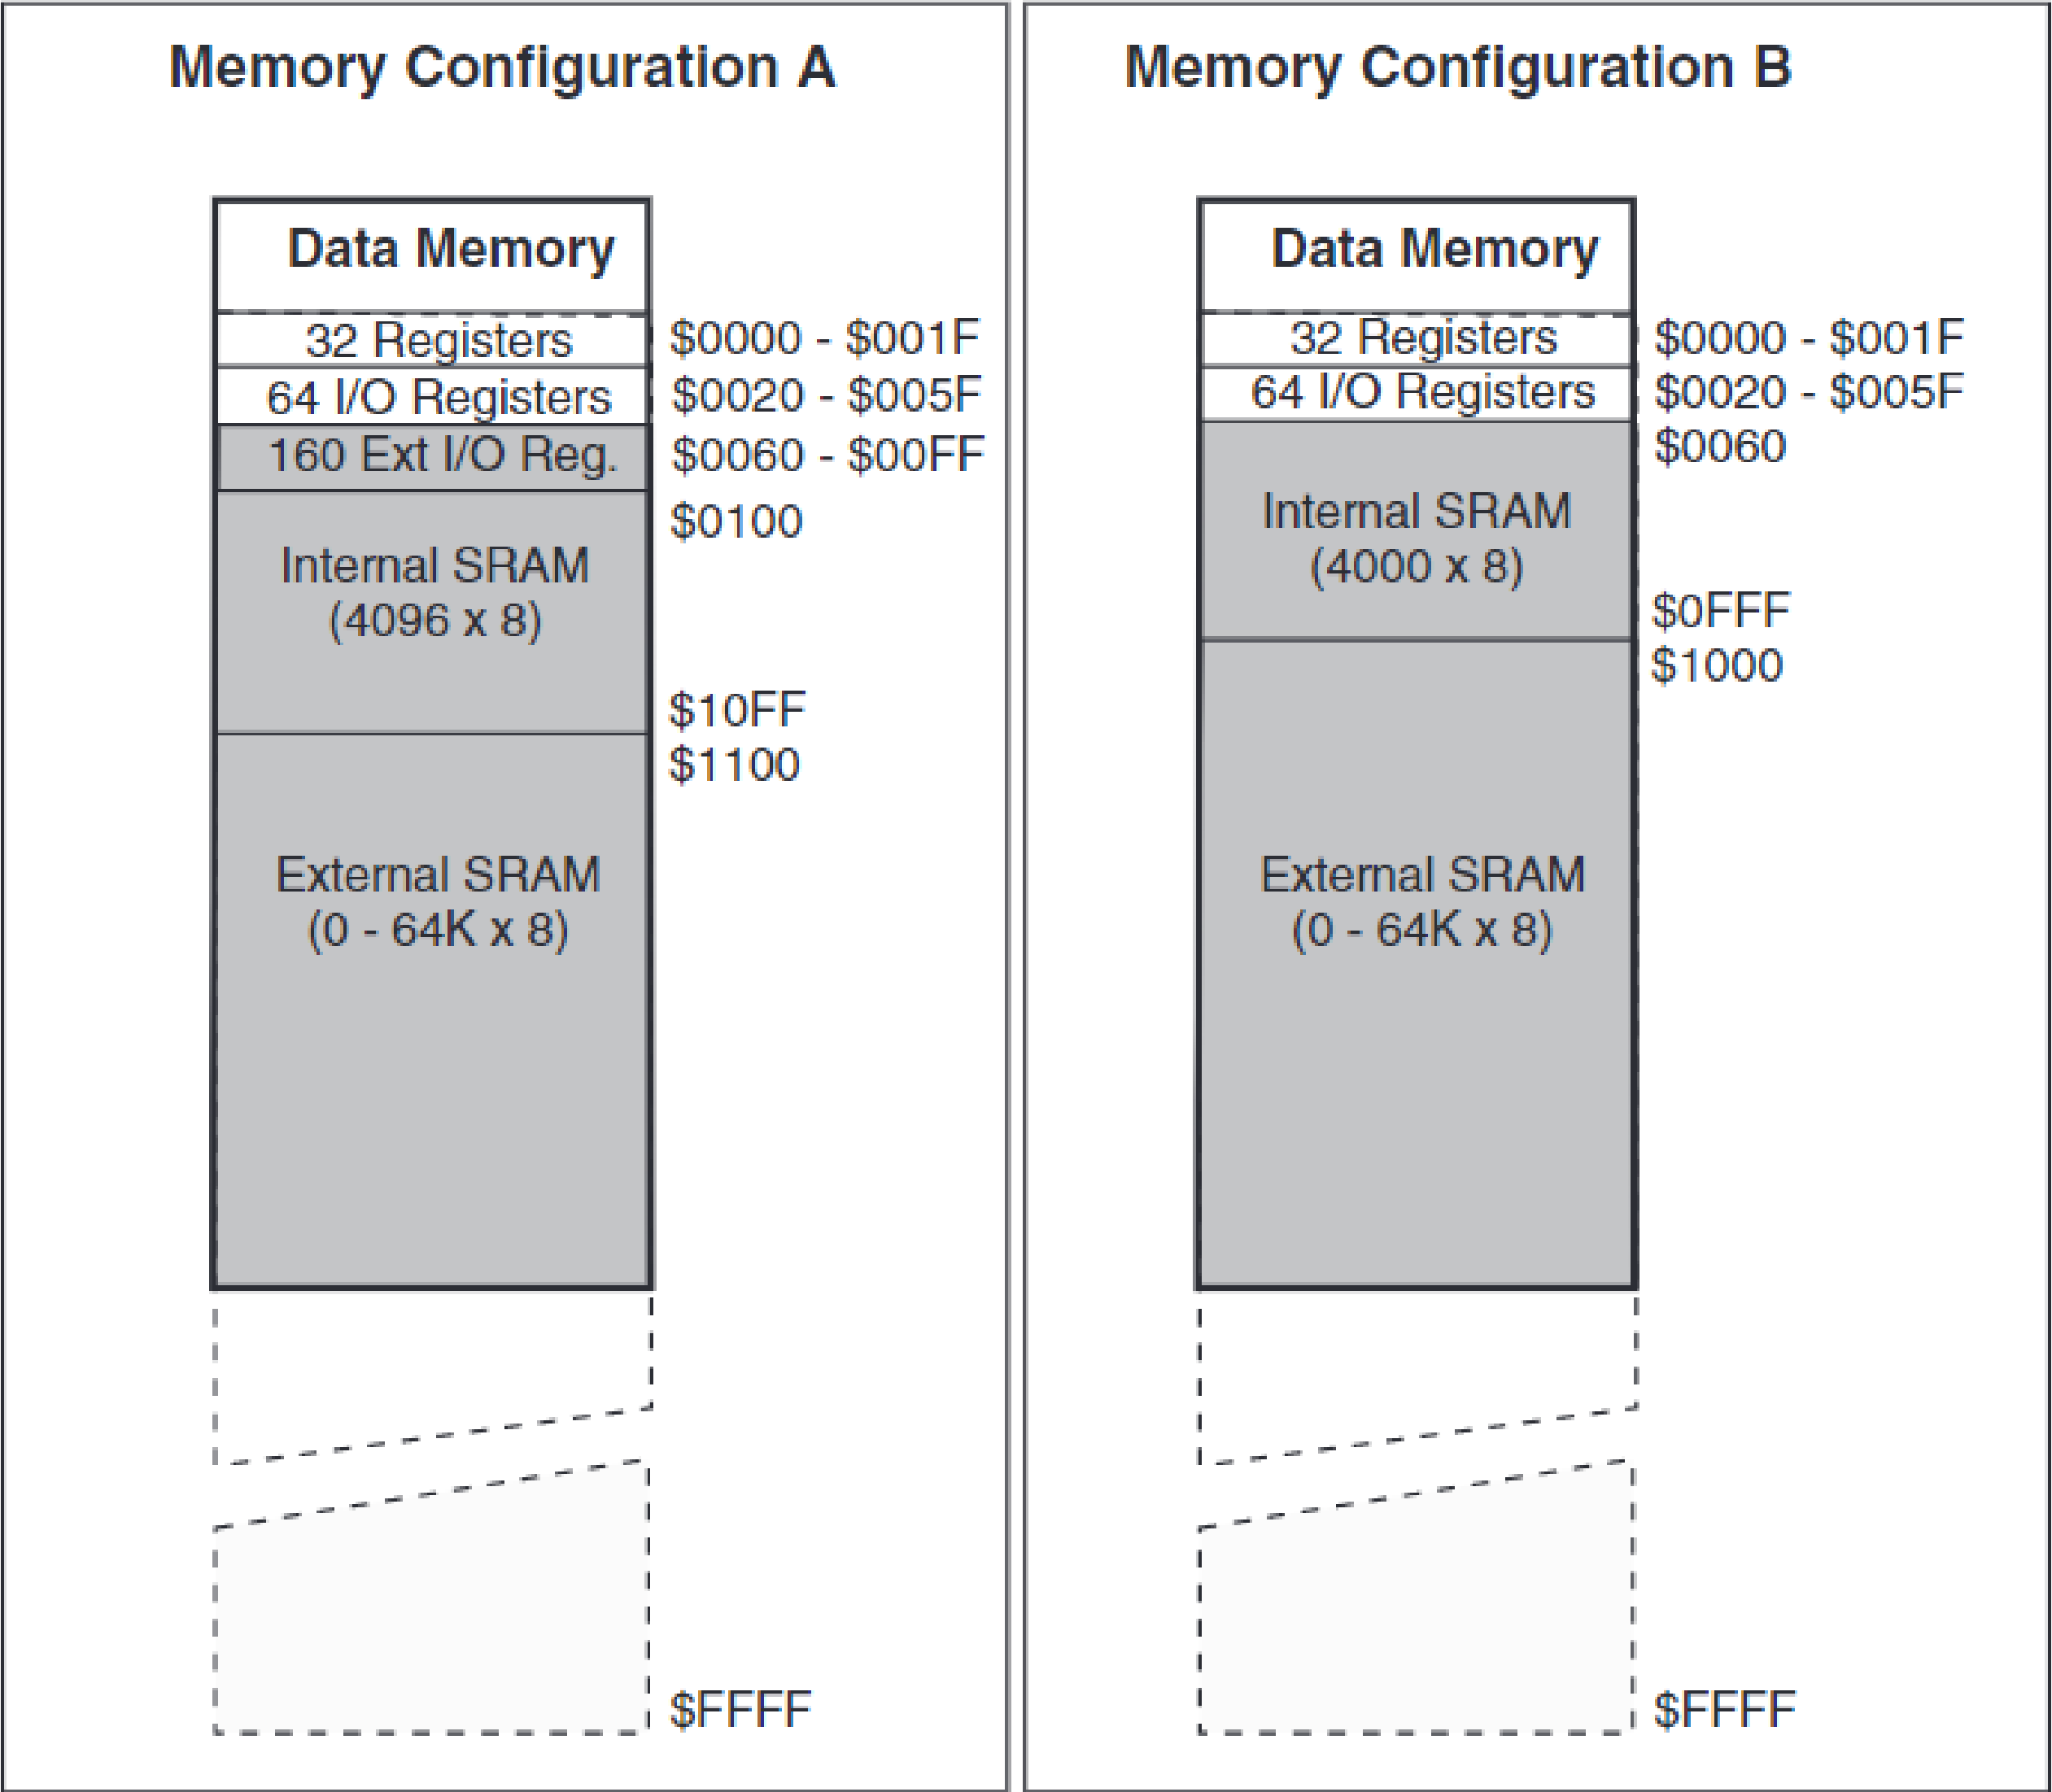 Memory Configuration A
Data Memory
32 Registers
$0000 - $001F
64 I/O Registers
$0020 - $005F
160 Ext I/O Reg.
$0060 - $00FF
$0100
Internal SRAM
(4096 x 8)
$10FF
$1100
External SRAM
(0 - 64K x 8)
$FFFF
Memory Configuration B
Data Memory
32 Registers
$0000 - $001F
64 I/O Registers
$0020 - $005F
$0060
Internal SRAM
(4000 x 8)
$0FFF
$1000
External SRAM
(0 - 64K x 8)
$FFFF